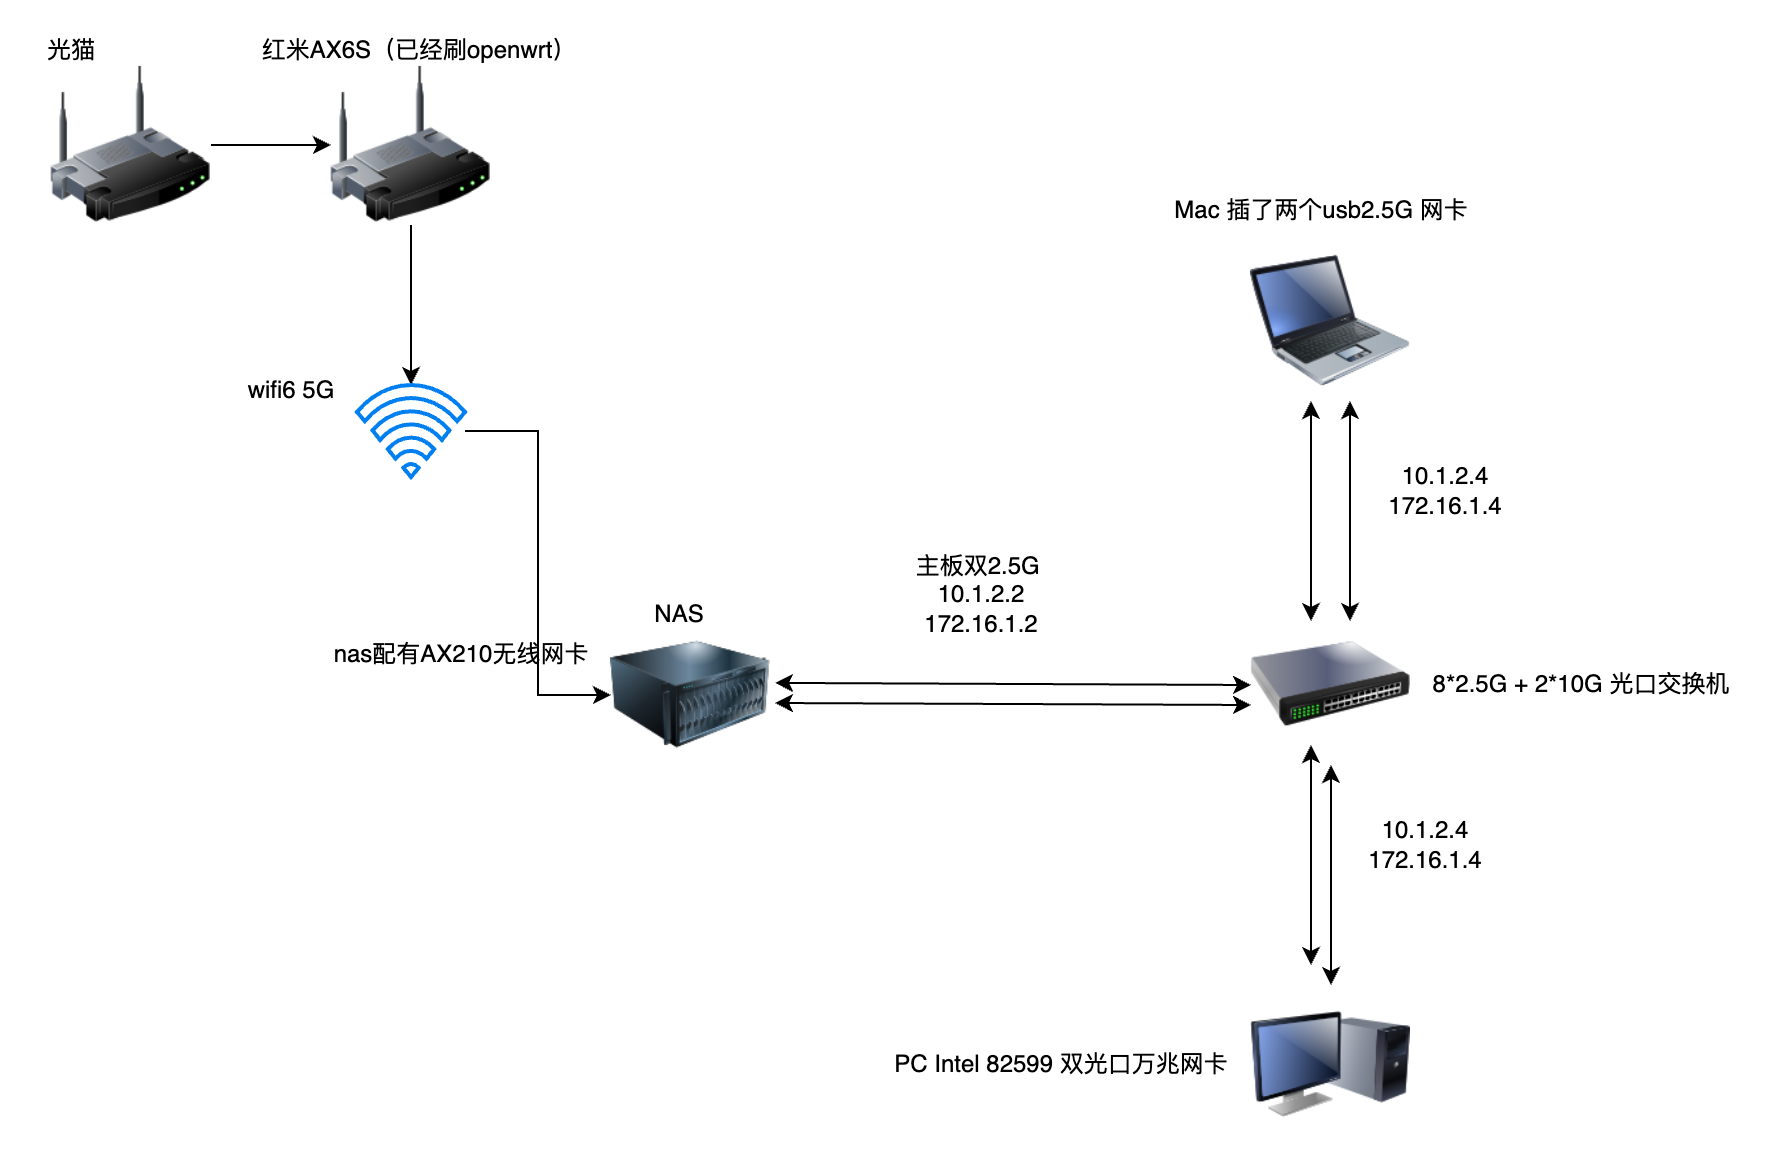 光猫
红米AX6S（已经刷openwrt）
Mac 插了两个usb2.5G 网卡
wifi6 5G
10.1.2.4
172.16.1.4
主板双2.5G
10.1.2.2
172.16.1.2
NAS
nas配有AX210无线网卡
8*2.5G + 2*10G 光口交换机
10.1.2.4
172.16.1.4
PC Intel 82599 双光口万兆网卡